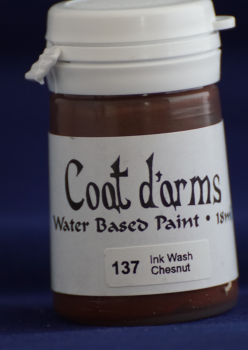 Coat d'arms
Water Based Paint • 18ml
137 Ink Wash
Chesnut